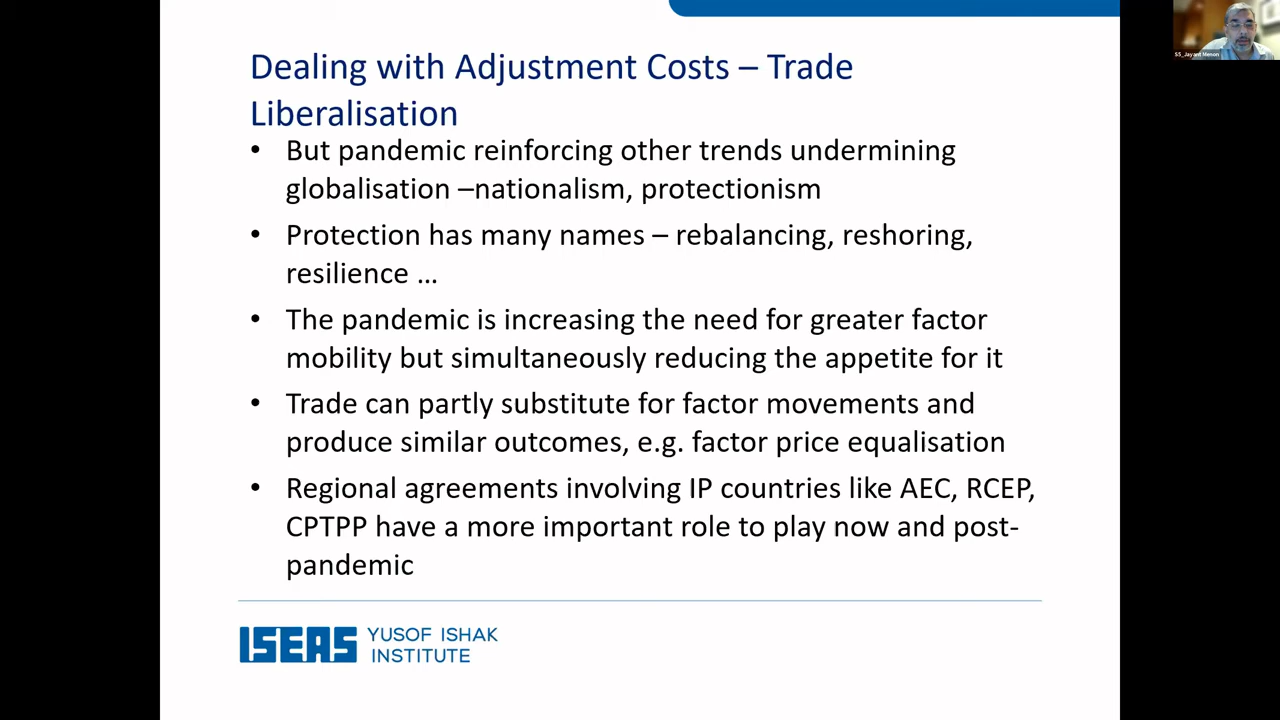 Dealing with Adjustment Costs – Trade
Liberalisation
• But pandemic reinforcing other trends undermining
globalisation –nationalism, protectionism
• Protection has many names – rebalancing, reshoring,
resilience …
• The pandemic is increasing the need for greater factor
mobility but simultaneously reducing the appetite for it
• Trade can partly substitute for factor movements and
produce similar outcomes, e.g. factor price equalisation
• Regional agreements involving IP countries like AEC, RCEP,
CPTPP have a more important role to play now and post-
pandemic
ISEAS YUSOF ISHAK
INSTITUTE
S5_Jayant Menon